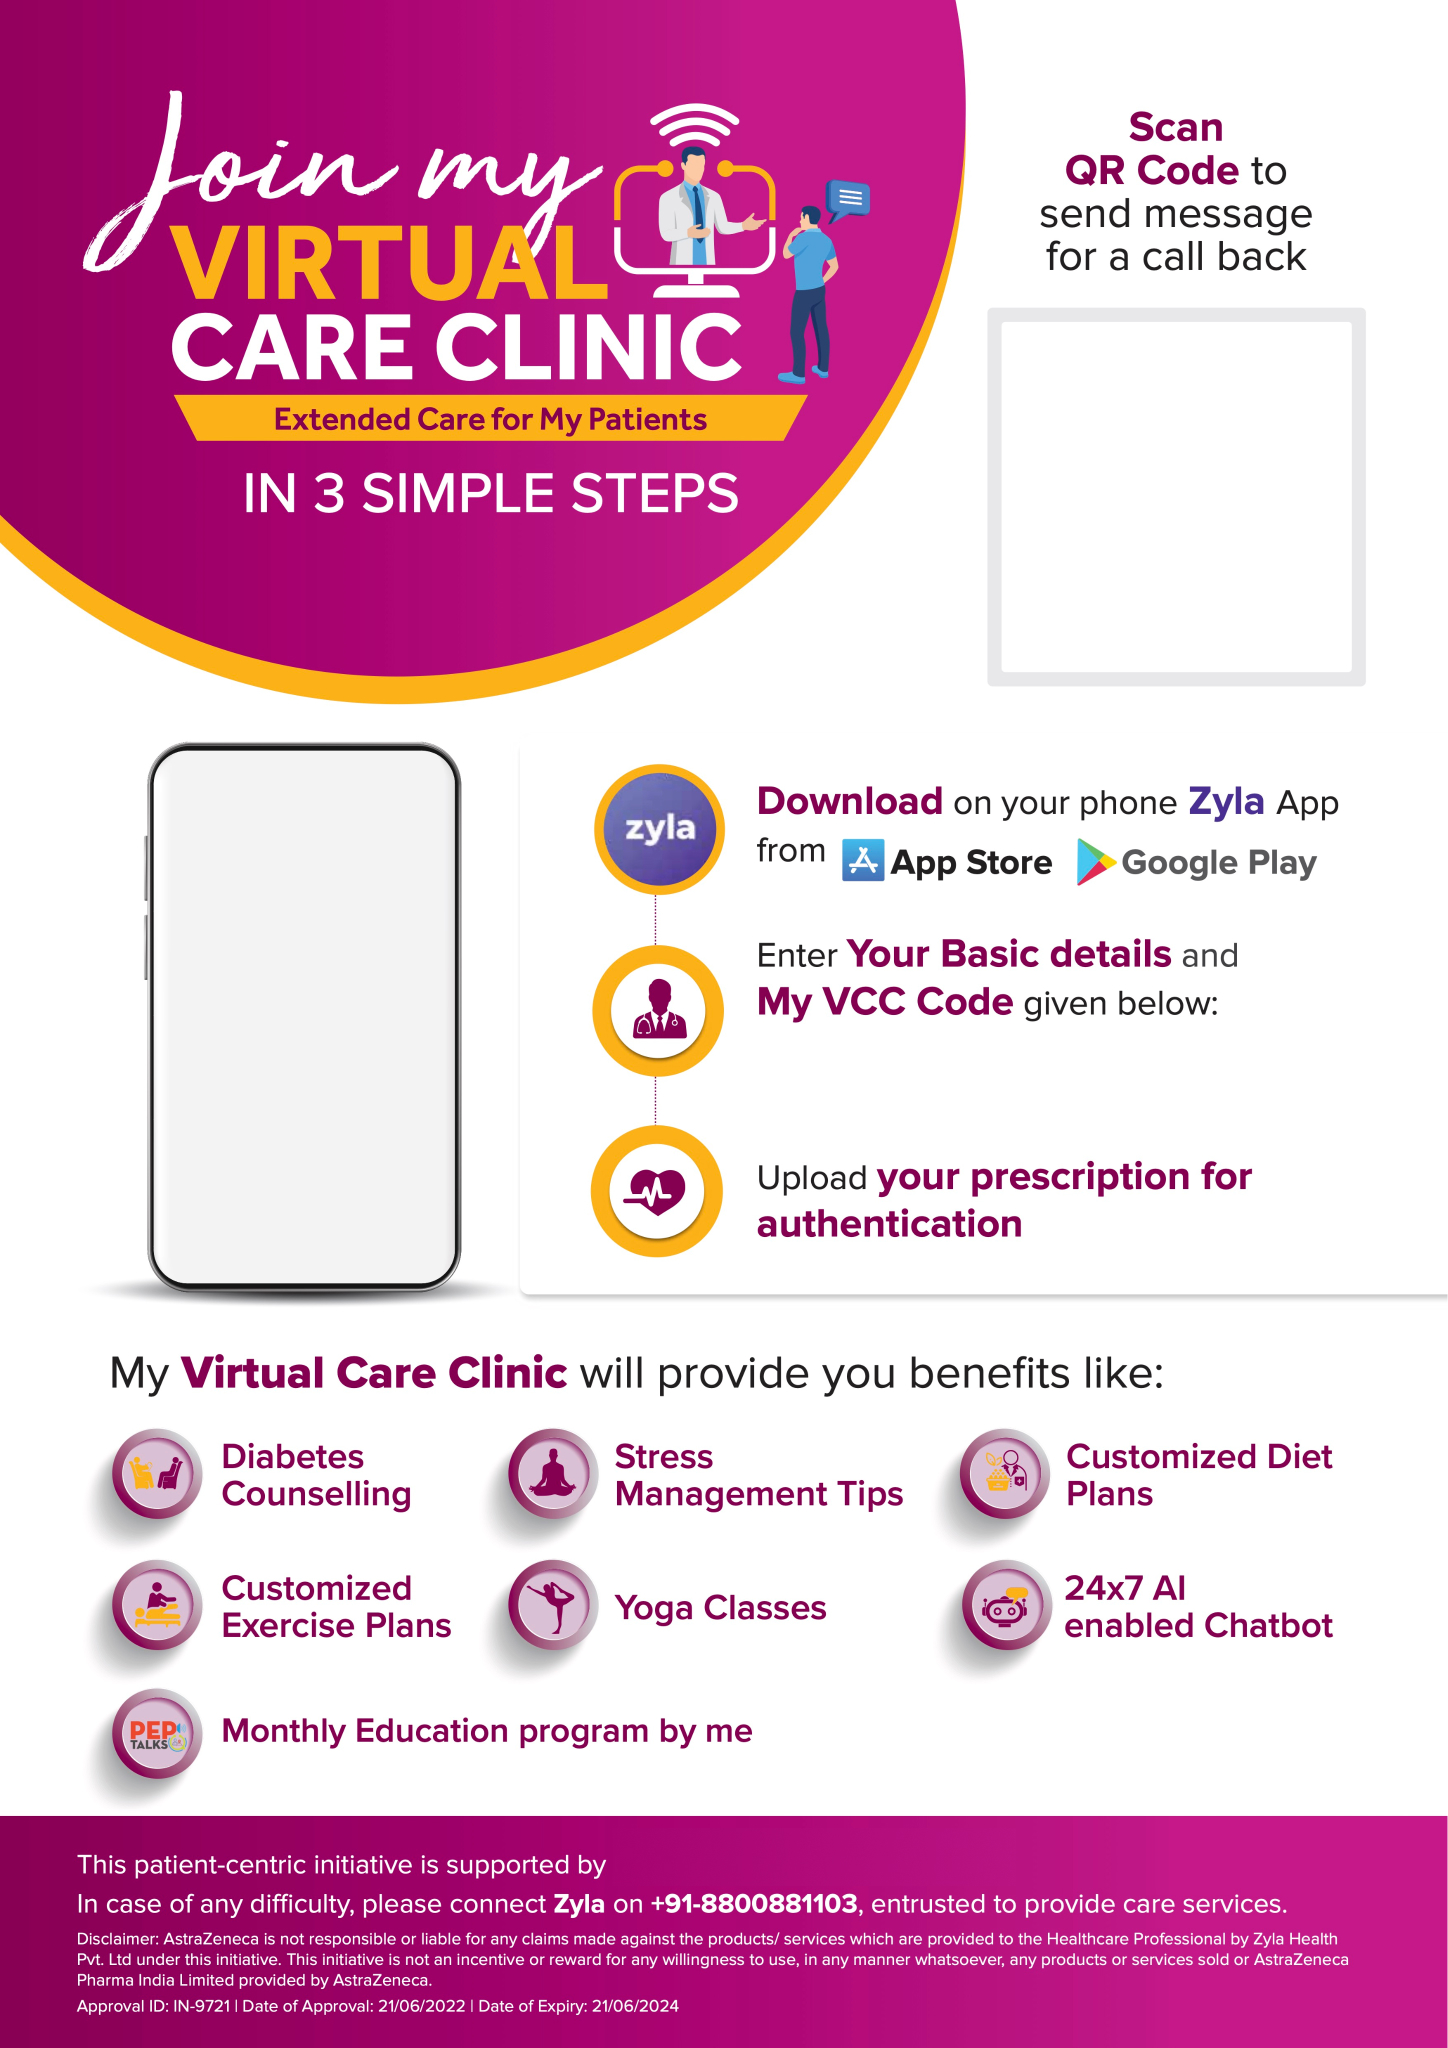 Join my
VIRTUAL
CARE CLINIC
Extended Care for My Patients
IN 3 SIMPLE STEPS
Scan
QR Code to
send message
for a call back
zyla
Download on your phone Zyla App
from App Store Google Play
Enter Your Basic details and
My VCC Code given below:
Upload your prescription for
authentication
My Virtual Care Clinic will provide you benefits like:
Diabetes
Counselling
Stress
Management Tips
Customized Diet
Plans
Customized
Exercise Plans
Yoga Classes
24x7 AI
enabled Chatbot
PEP
TALKS
Monthly Education program by me
This patient-centric initiative is supported by
In case of any difficulty, please connect Zyla on +91-8800881103, entrusted to provide care services.
Disclaimer: AstraZeneca is not responsible or liable for any claims made against the products/ services which are provided to the Healthcare Professional by Zyla Health
Pvt. Ltd under this initiative. This initiative is not an incentive or reward for any willingness to use, in any manner whatsoever, any products or services sold or AstraZeneca
Pharma India Limited provided by AstraZeneca.
Approval ID: IN-9721 | Date of Approval: 21/06/2022 | Date of Expiry: 21/06/2024